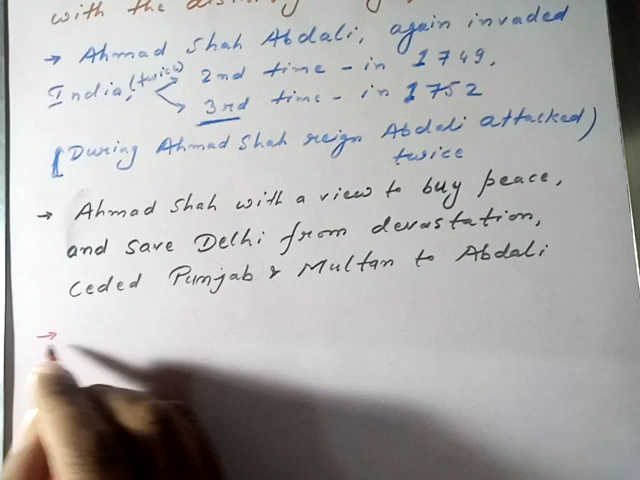 with the
→ Ahmad Shah Abdali, again invaded
India, (twice) 2nd time - in 1749.
3rd time - in 1752
[During Ahmad Shah reign Abdali attacked)
twice
→ Ahmad Shah with a view to buy peace,
and save Delhi from devastation,
Ceded Punjab & Multan to Abdali
→